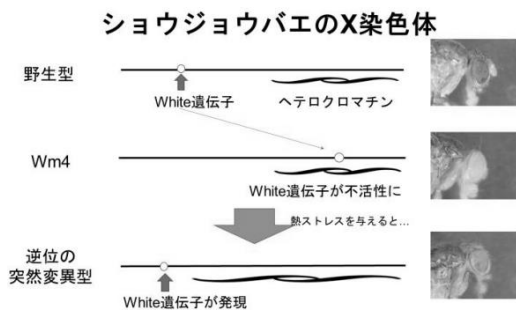 ショウジョウバエのX染色体
野生型
White遺伝子
ヘテロクロマチン
Wm4
White遺伝子が不活性に
熱ストレスを与えると…
逆位の
突然変異型
White遺伝子が発現